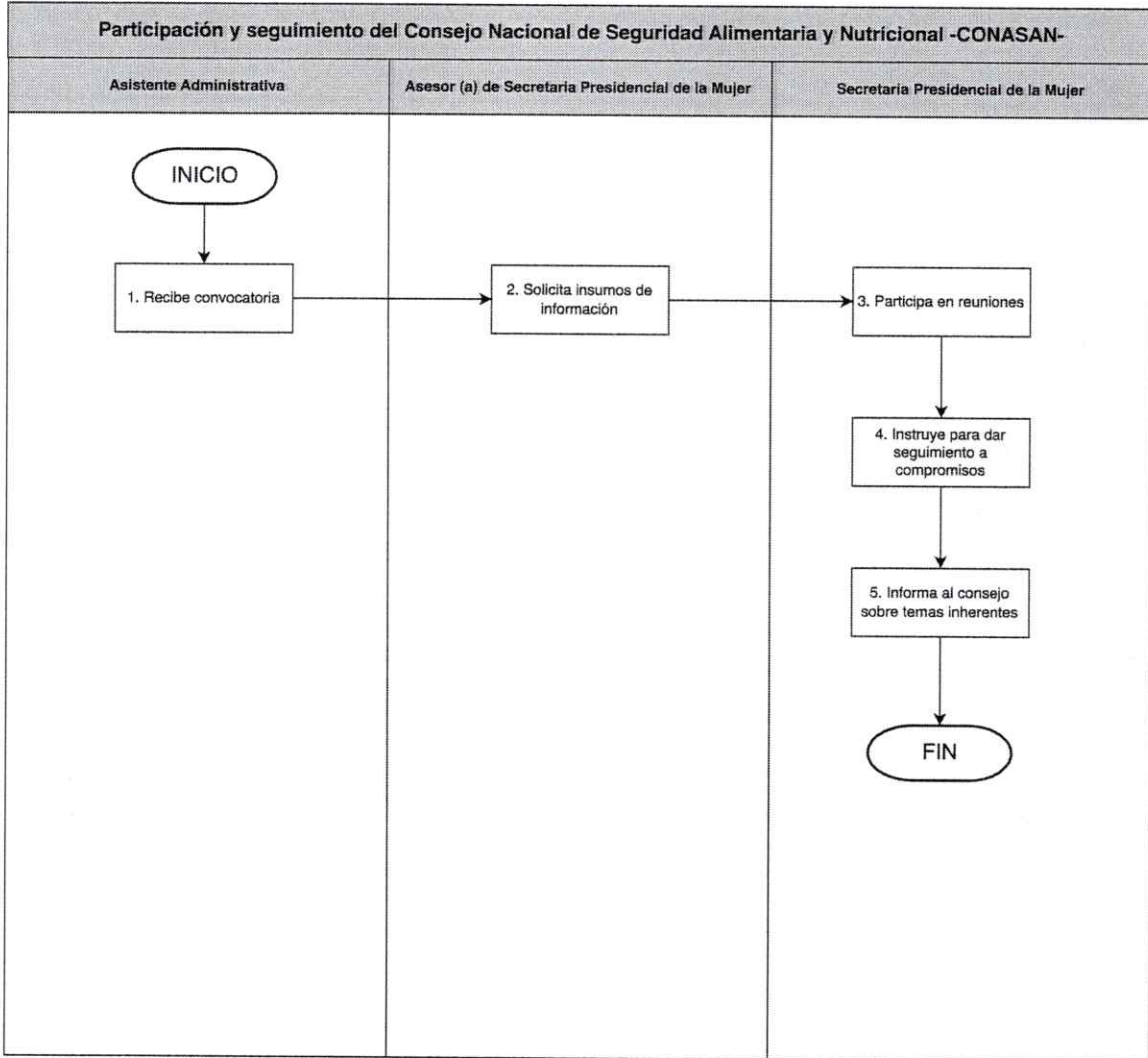 Participación y seguimiento del Consejo Nacional de Seguridad Alimentaria y Nutricional -CONASAN-
Asistente Administrativa
Asesor (a) de Secretaria Presidencial de la Mujer
Secretaria Presidencial de la Mujer
INICIO
1. Recibe convocatoria
2. Solicita insumos de
información
3. Participa en reuniones
4. Instruye para dar
seguimiento a
compromisos
5. Informa al consejo
sobre temas inherentes
FIN